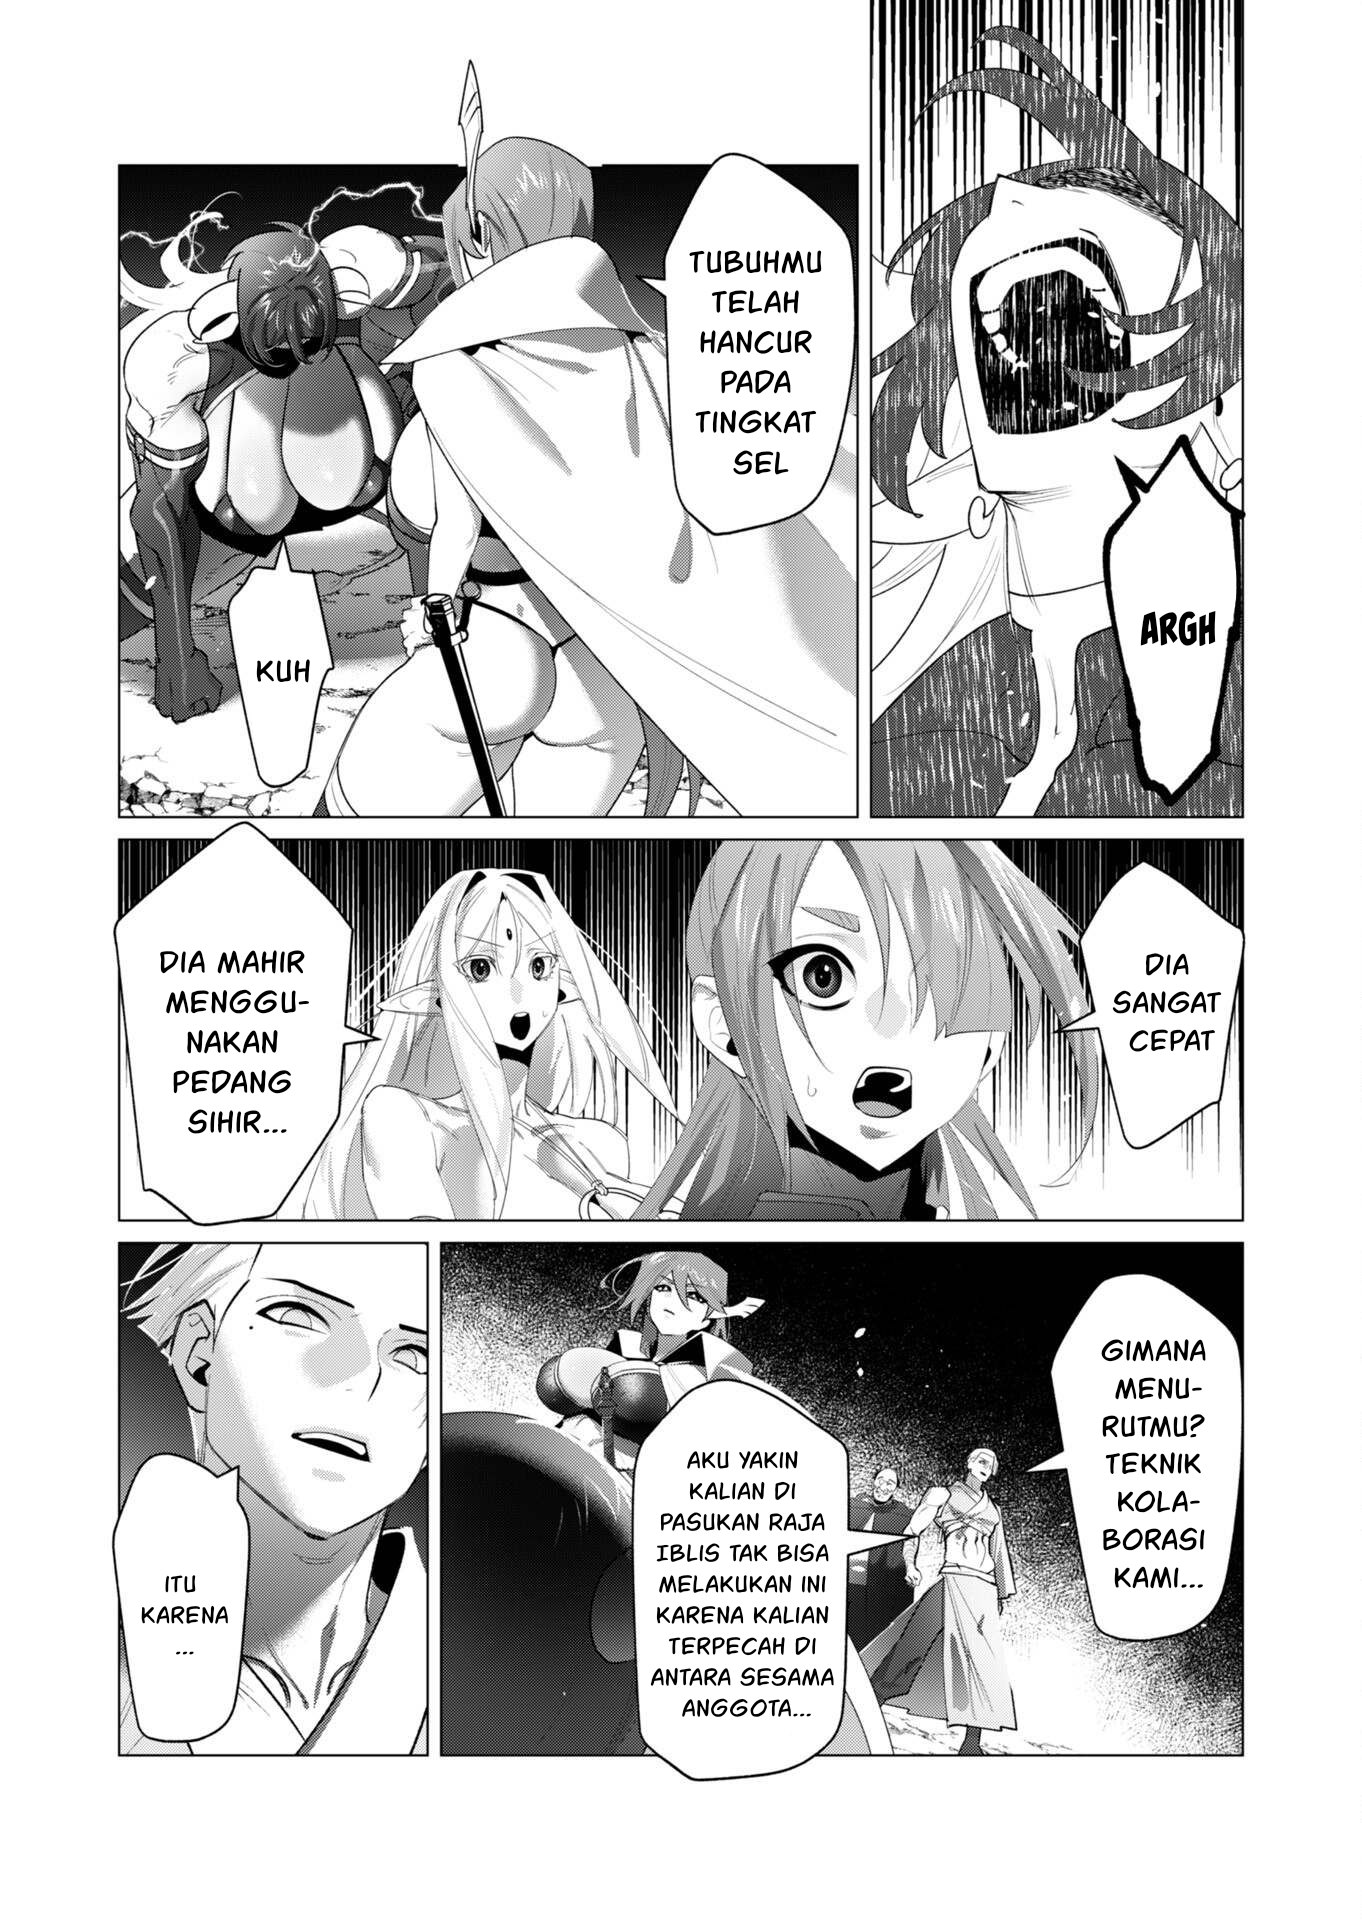 ARGH
TUBUHMU
TELAH
HANCUR
PADA
TINGKAT
SEL
KUH
DIA
SANGAT
CEPAT
DIA MAHIR
MENGGU-
NAKAN
PEDANG
SIHIR...
GIMANA
MENU-
RUTMU?
TEKNIK
KOLA-
BORASI
KAMI...
AKU YAKIN
KALIAN DI
PASUKAN RAJA
IBLIS TAK BISA
MELAKUKAN INI
KARENA KALIAN
TERPECAH DI
ANTARA SESAMA
ANGGOTA...
ITU
KARENA
...